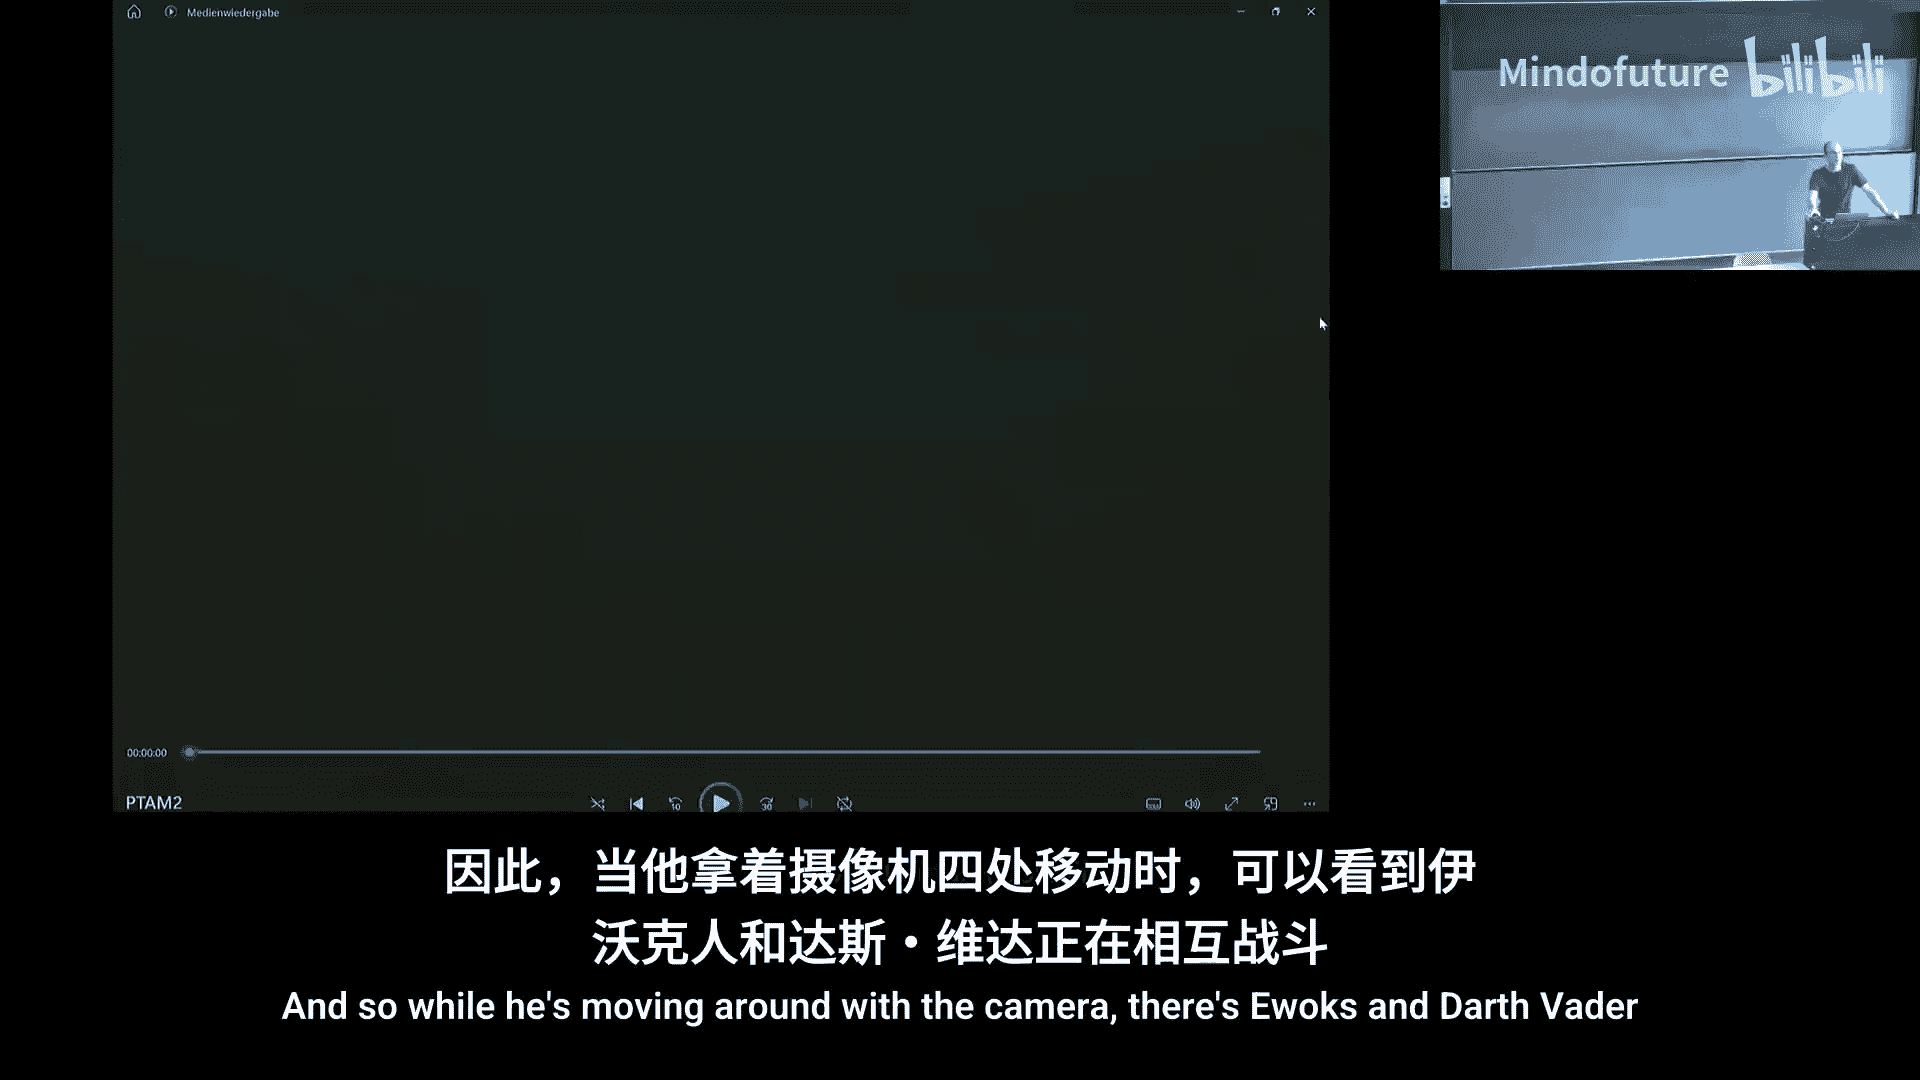 Medienwiedergabe
Mindofuture bilibili
00:00:00
PTAM2
10
30
因此，当他拿着摄像机四处移动时，可以看到伊
沃克人和达斯·维达正在相互战斗
And so while he's moving around with the camera, there's Ewoks and Darth Vader